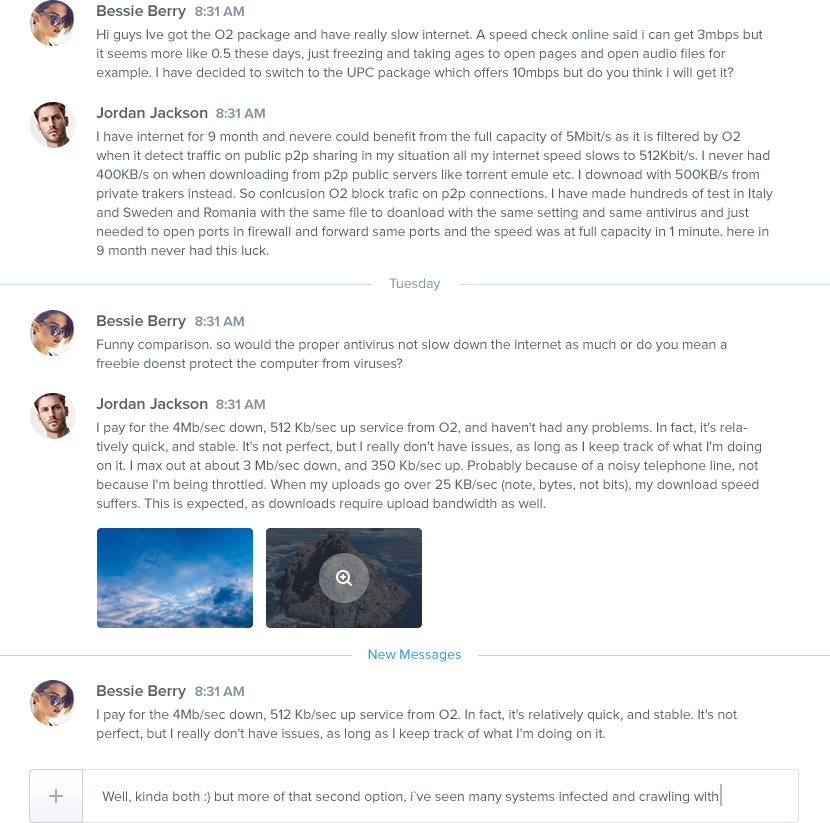 Bessie Berry 8:31 AM
Hi guys Ive got the O2 package and have really slow internet. A speed check online said i can get 3mbps but
it seems more like 0.5 these days, just freezing and taking ages to open pages and open audio files for
example. I have decided to switch to the UPC package which offers 10mbps but do you think i will get it?
Jordan Jackson 8:31 AM
I have internet for 9 month and nevere could benefit from the full capacity of 5Mbit/s as it is filtered by O2
when it detect traffic on public p2p sharing in my situation all my internet speed slows to 512Kbit/s. I never had
400KB/s on when downloading from p2p public servers like torrent emule etc. I downoad with 500KB/s from
private trakers instead. So conlcusion O2 block trafic on p2p connections. I have made hundreds of test in Italy
and Sweden and Romania with the same file to doanload with the same setting and same antivirus and just
needed to open ports in firewall and forward same ports and the speed was at full capacity in 1 minute. here in
9 month never had this luck.
Tuesday
Bessie Berry 8:31 AM
Funny comparison. so would the proper antivirus not slow down the internet as much or do you mean a
freebie doenst protect the computer from viruses?
Jordan Jackson 8:31 AM
I pay for the 4Mb/sec down, 512 Kb/sec up service from O2, and haven't had any problems. In fact, it's rela-
tively quick, and stable. It's not perfect, but I really don't have issues, as long as I keep track of what I'm doing
on it. I max out at about 3 Mb/sec down, and 350 Kb/sec up. Probably because of a noisy telephone line, not
because I'm being throttled. When my uploads go over 25 KB/sec (note, bytes, not bits), my download speed
suffers. This is expected, as downloads require upload bandwidth as well.
New Messages
Bessie Berry 8:31 AM
I pay for the 4Mb/sec down, 512 Kb/sec up service from O2. In fact, it's relatively quick, and stable. It's not
perfect, but I really don't have issues, as long as I keep track of what I'm doing on it.
Well, kinda both :) but more of that second option, i`ve seen many systems infected and crawling with